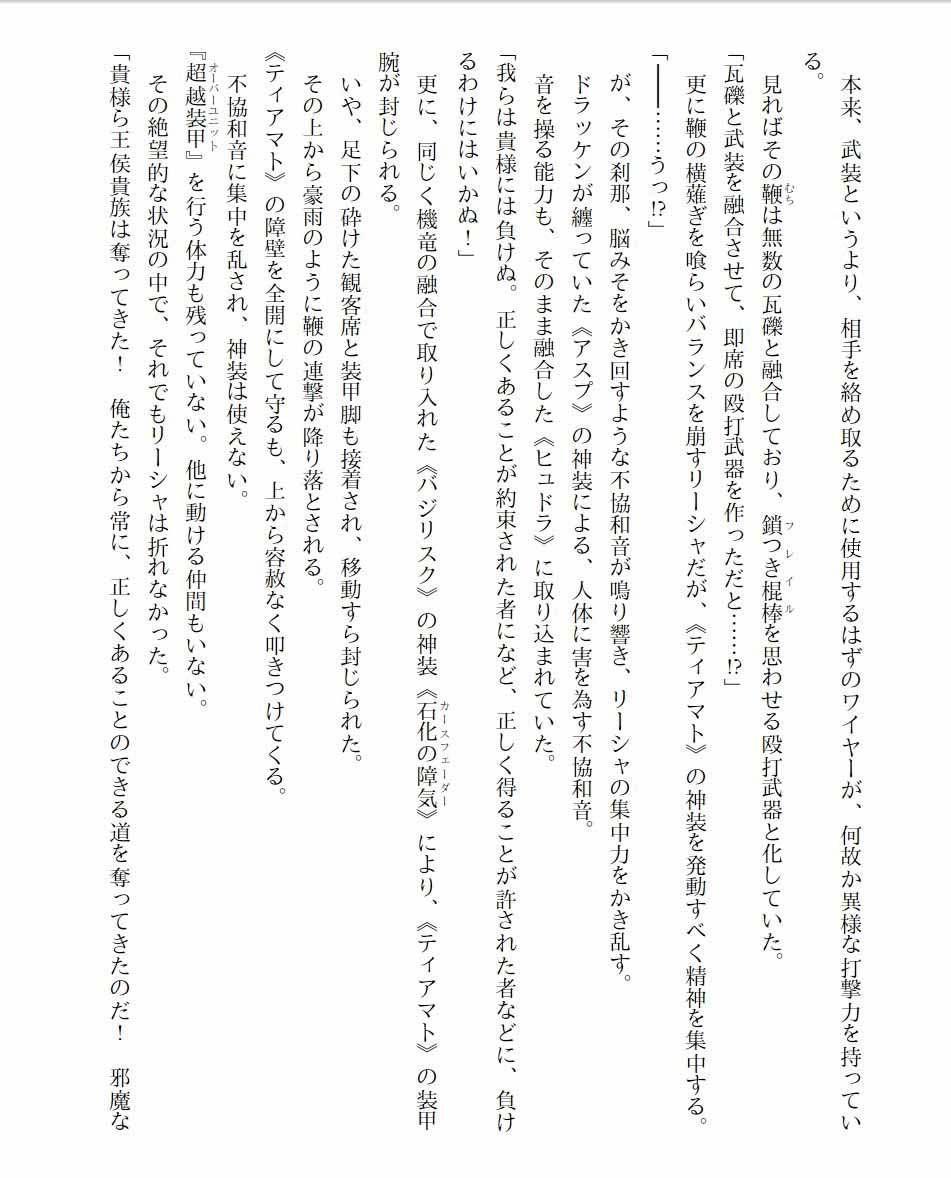 本来、武装というより、相手を絡め取るために使用するはずのワイヤーが、何故か異様な打撃力を持ってい
る。
見ればその鞭は無数の瓦礫と融合しており、鎖つき棍棒を思わせる殴打武器と化していた。
むち
フレイル
「瓦礫と武装を融合させて、即席の殴打武器を作っただと……!?」
更に鞭の横薙ぎを喰らいバランスを崩すリーシャだが、《ティアマト》の神装を発動すべく精神を集中する。
「――……うっ!?」
が、その刹那、脳みそをかき回すような不協和音が鳴り響き、リーシャの集中力をかき乱す。
ドラッケンが纏っていた《アスプ》の神装による、人体に害を為す不協和音。
音を操る能力も、そのまま融合した《ヒュドラ》に取り込まれていた。
「我らは貴様には負けぬ。正しくあることが約束された者になど、正しく得ることが許された者などに、負け
るわけにはいかぬ！」
更に、同じく機竜の融合で取り入れた《バジリスク》の神装《石化の障気》により、《ティアマト》の装甲
カースフェーダー
腕が封じられる。
いや、足下の砕けた観客席と装甲脚も接着され、移動すら封じられた。
その上から豪雨のように鞭の連撃が降り落とされる。
《ティアマト》の障壁を全開にして守るも、上から容赦なく叩きつけてくる。
不協和音に集中を乱され、神装は使えない。
『超越装甲』を行う体力も残っていない。他に動ける仲間もいない。
オーバーユニット
その絶望的な状況の中で、それでもリーシャは折れなかった。
「貴様ら王侯貴族は奪ってきた！　俺たちから常に、正しくあることのできる道を奪ってきたのだ！　邪魔な